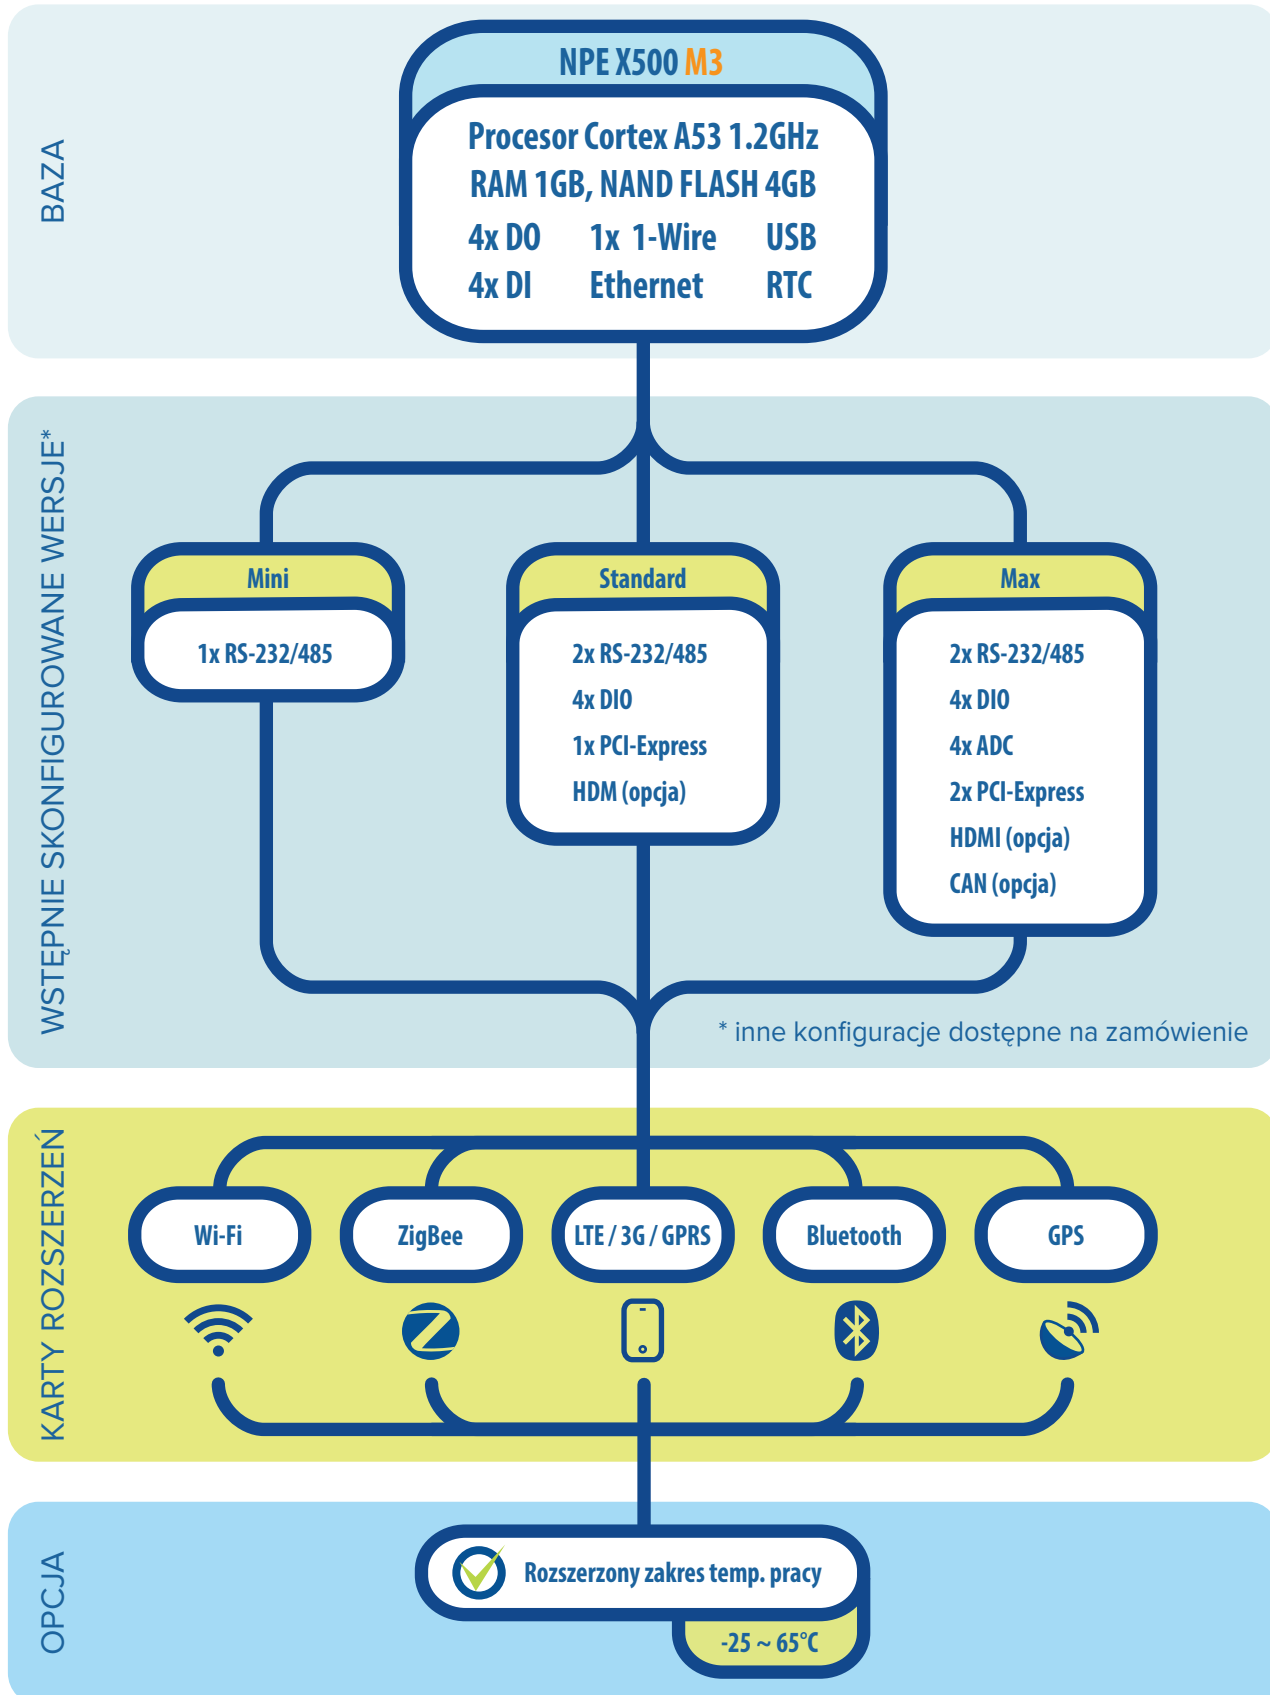 BAZA
NPE X500 M3
Procesor Cortex A53 1.2GHz
RAM 1GB, NAND FLASH 4GB
4x DO 1x 1-Wire USB
4x DI Ethernet RTC
WSTĘPNIE SKONFIGUROWANE WERSJE*
Mini
1x RS-232/485
Standard
2x RS-232/485
4x DIO
1x PCI-Express
HDM (opcja)
Max
2x RS-232/485
4x DIO
4x ADC
2x PCI-Express
HDMI (opcja)
CAN (opcja)
* inne konfiguracje dostępne na zamówienie
KARTY ROZSZERZEŃ
Wi-Fi
ZigBee
LTE / 3G / GPRS
Bluetooth
GPS
OPCJA
Rozszerzony zakres temp. pracy
-25 ~ 65°C